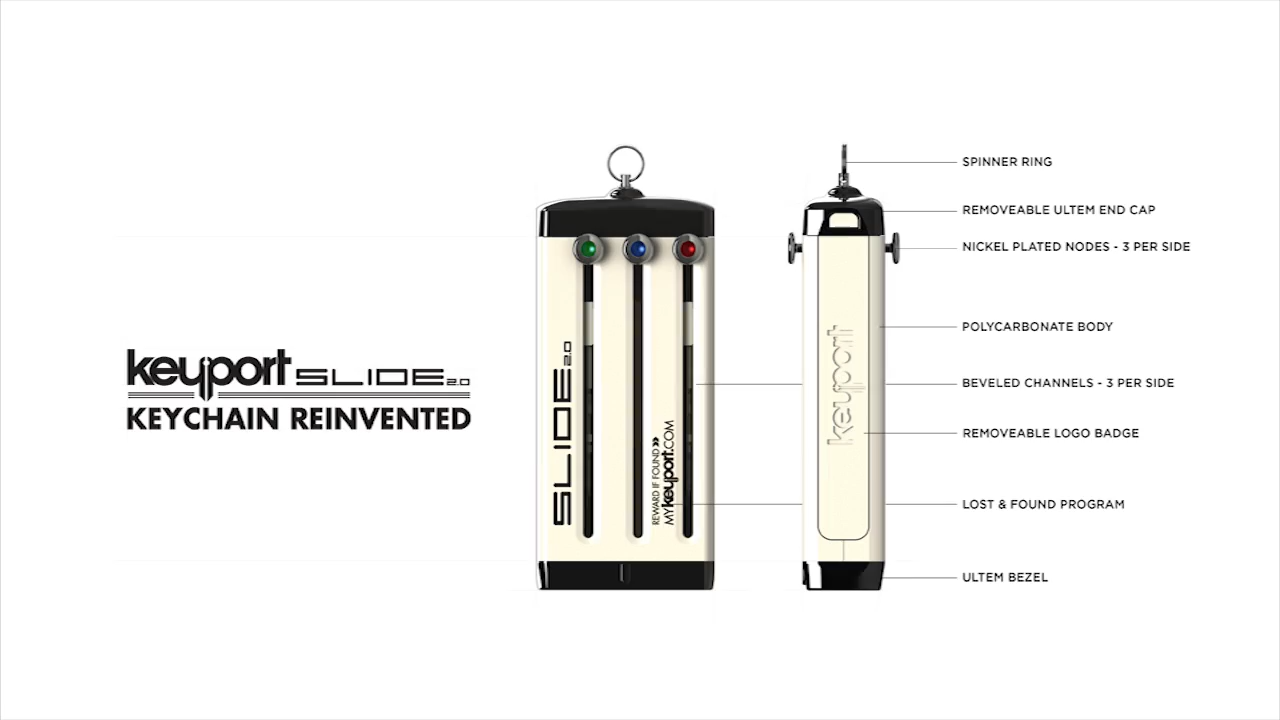 keyport SLIDE 2.0
KEYCHAIN REINVENTED
SLIDE 2.0
REWARD IF FOUND »
MYkeyport.COM
keyport
SPINNER RING
REMOVEABLE ULTEM END CAP
NICKEL PLATED NODES - 3 PER SIDE
POLYCARBONATE BODY
BEVELED CHANNELS - 3 PER SIDE
REMOVEABLE LOGO BADGE
LOST & FOUND PROGRAM
ULTEM BEZEL